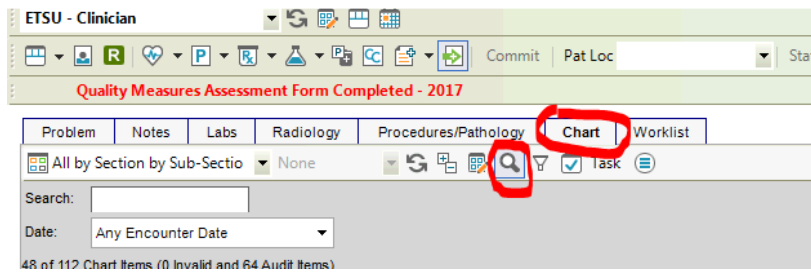 ETSU - Clinician
R P Rx P CC Commit Pat Loc Sta
Quality Measures Assessment Form Completed - 2017
Problem Notes Labs Radiology Procedures/Pathology Chart Worklist
All by Section by Sub-Sectio None Task
Search:
Date: Any Encounter Date
48 of 112 Chart Items (0 Invalid and 64 Audit Items)